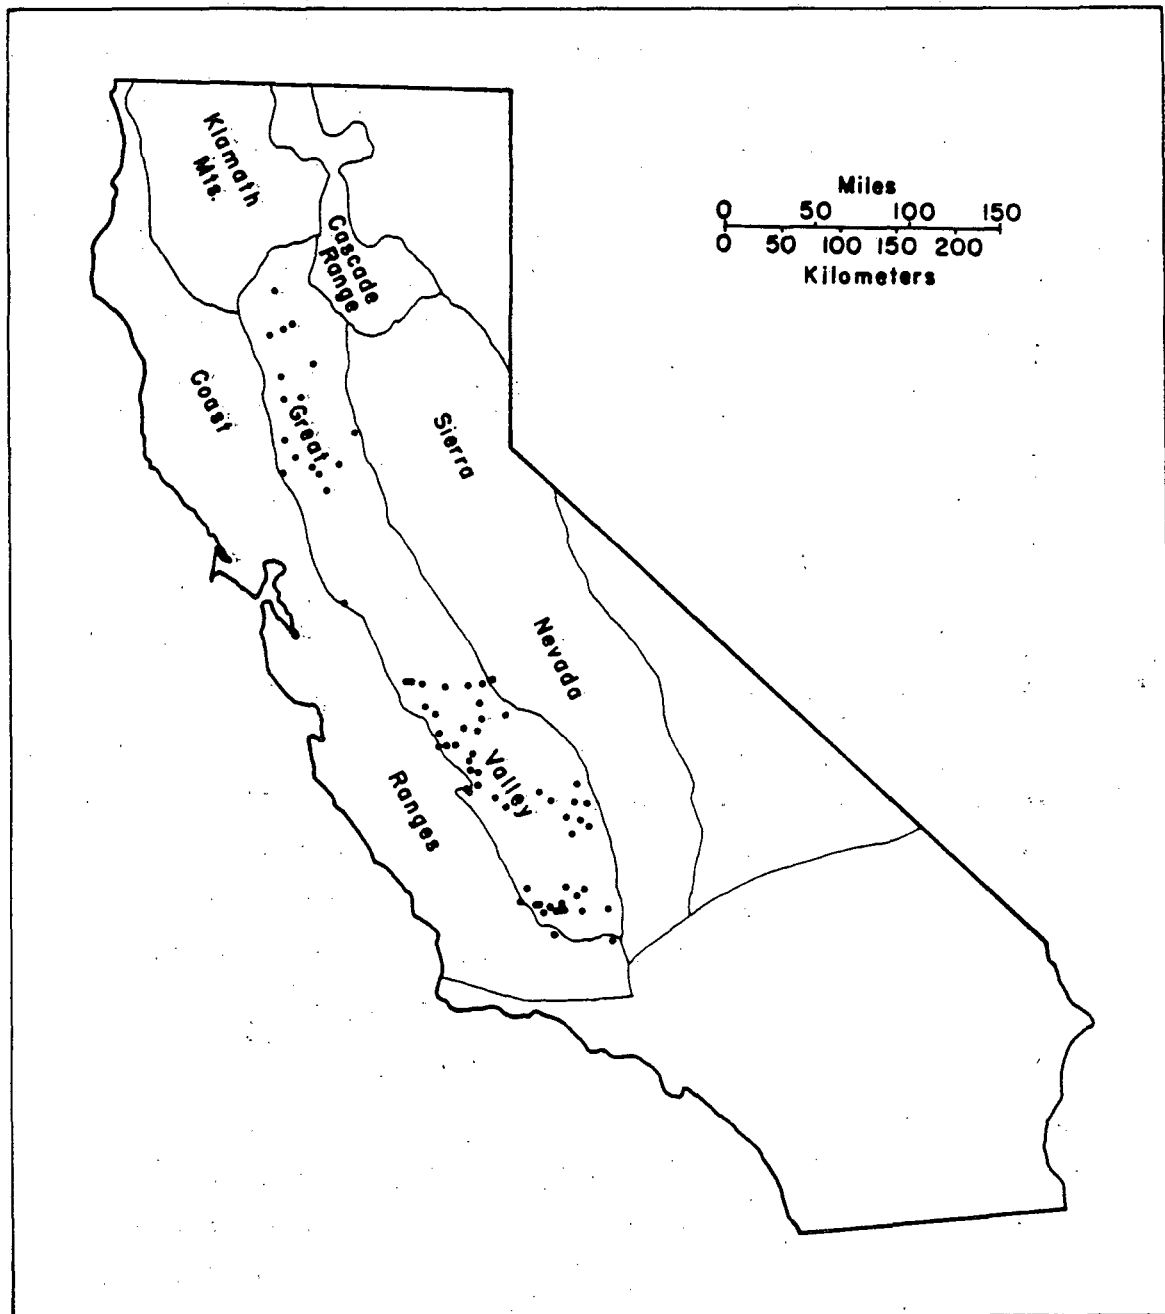 Klamath
Mts.
Cascade
Range
Miles
0 50 100 150
0 50 100 150 200
Kilometers
Coast
Great
Sierra
Nevada
Valley
Ranges